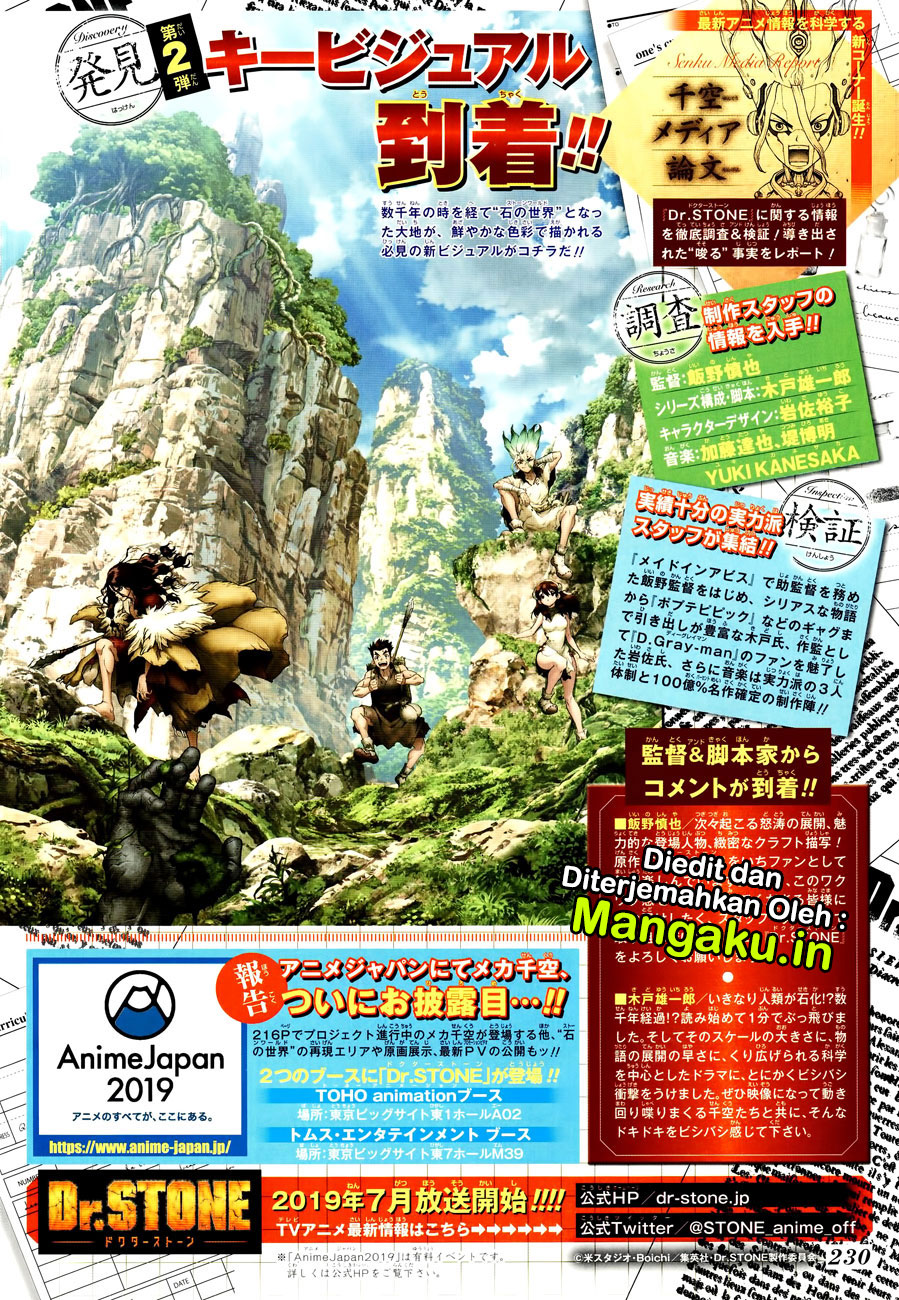 Discovery
発見
はっけん
第2弾
キービジュアル
到着!!
数千年の時を経て“石の世界”となっ
た大地が、鮮やかな色彩で描かれる
必見の新ビジュアルがコチラだ!!
最新アニメ情報を科学する
新コーナー誕生!!
Senku Media Report
千空
メディア
論文
『Dr.STONE』に関する情報
を徹底調査&検証!導き出さ
れた“唆る”事実をレポート!
Research
調査
ちょうさ
制作スタッフの
情報を入手!!
監督:飯野慎也
シリーズ構成・脚本:木戸雄一郎
キャラクターデザイン:岩佐裕子
音楽:加藤達也、堤博明
YUKI KANESAKA
Inspection
検証
けんしょう
実績十分の実力派
スタッフが集結!!
『メイドインアビス』で助監督を務め
た飯野監督をはじめ、シリアスな物語
から『ポプテピピック』などのギャグま
で引き出しが豊富な木戸氏、作監とし
て『D.Gray-man』のファンを魅了し
た岩佐氏、さらに音楽は実力派の3人
体制と100億%名作確定の制作陣!!
監督&脚本家から
コメントが到着!!
■飯野慎也/次々起こる怒涛の展開、魅
力的な登場人物、緻密なクラフト描写!
原作
をいちファンとして
このワク
皆様に
Dr.STONE』
をよろし
Diedit dan
Diterjemahkan Oleh :
Mangaku.in
■木戸雄一郎/いきなり人類が石化!?数
千年経過!?読み始めて1分でぶっ飛びま
した。そしてそのスケールの大きさに、物
語の展開の早さに、くり広げられる科学
を中心としたドラマに、とにかくビシバシ
衝撃をうけました。ぜひ映像になって動き
回り喋りまくる千空たちと共に、そんな
ドキドキをビシバシ感じて下さい。
AnimeJapan
2019
アニメのすべてが、ここにある。
https://www.anime-japan.jp/
報告
アニメジャパンにてメカ千空、
ついにお披露目…!!
216Pでプロジェクト進行中のメカ千空が登場する他、“石
の世界”の再現エリアや原画展示、最新PVの公開もッ!!
2つのブースに『Dr.STONE』が登場!!
TOHO animationブース
場所:東京ビッグサイト東1ホールA02
トムス・エンタテインメント ブース
場所:東京ビッグサイト東7ホールM39
Dr.STONE
ドクターストーン
2019年7月放送開始!!!!
TVアニメ最新情報はこちら➡➡➡➡➡➡
公式HP/dr-stone.jp
公式Twitter/@STONE_anime_off
※「AnimeJapan2019」は有料イベントです。
詳しくは公式HPをご覧下さい。
©米スタジオ・Boichi/集英社・Dr.STONE製作委員会
230